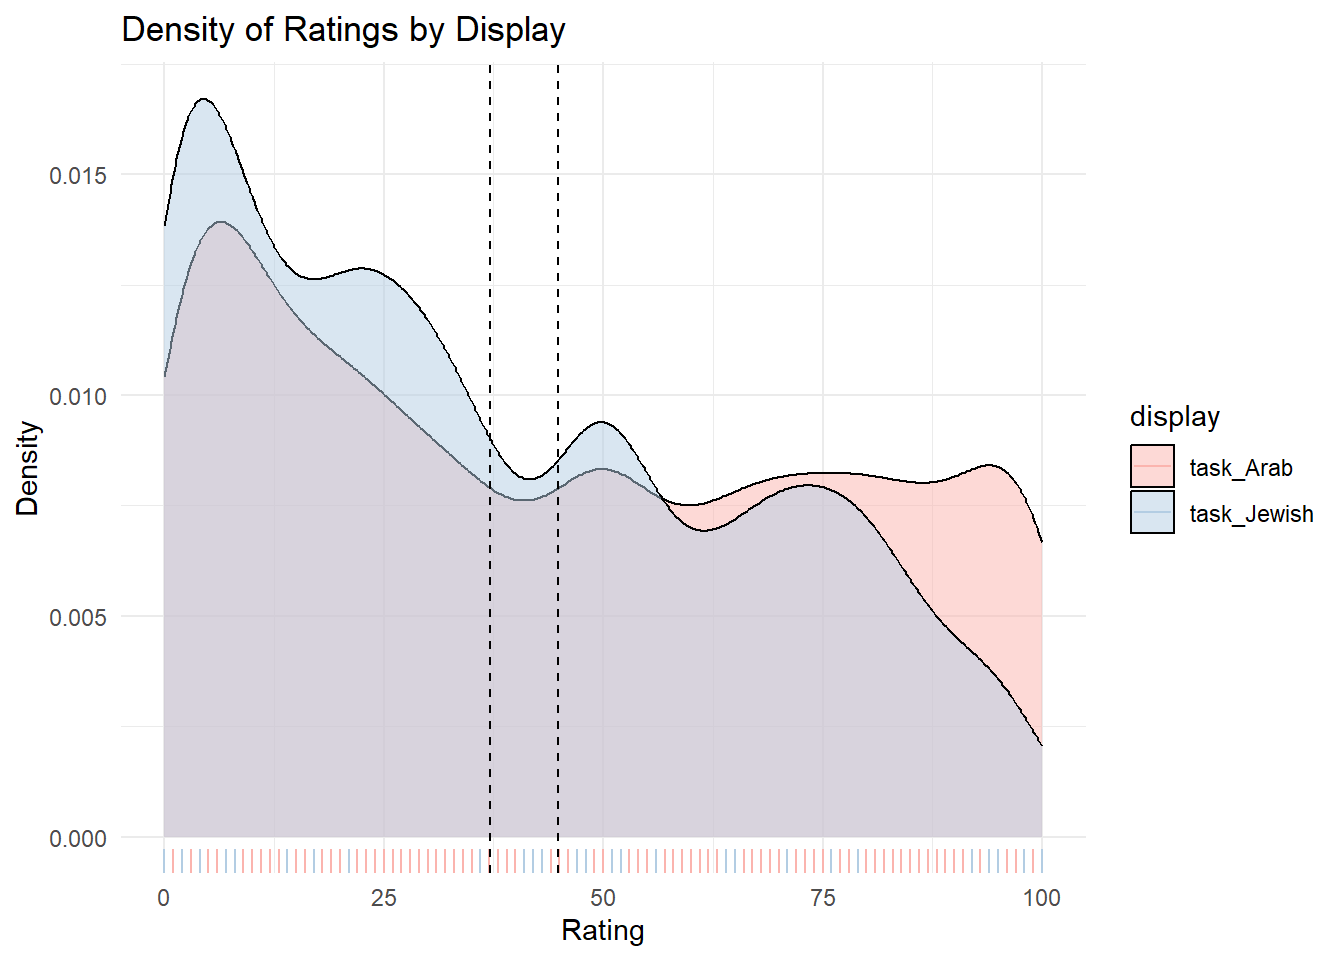 Density of Ratings by Display
0.015
0.010
0.005
0.000
Density
0 25 50 75 100
Rating
display
task_Arab
task_Jewish